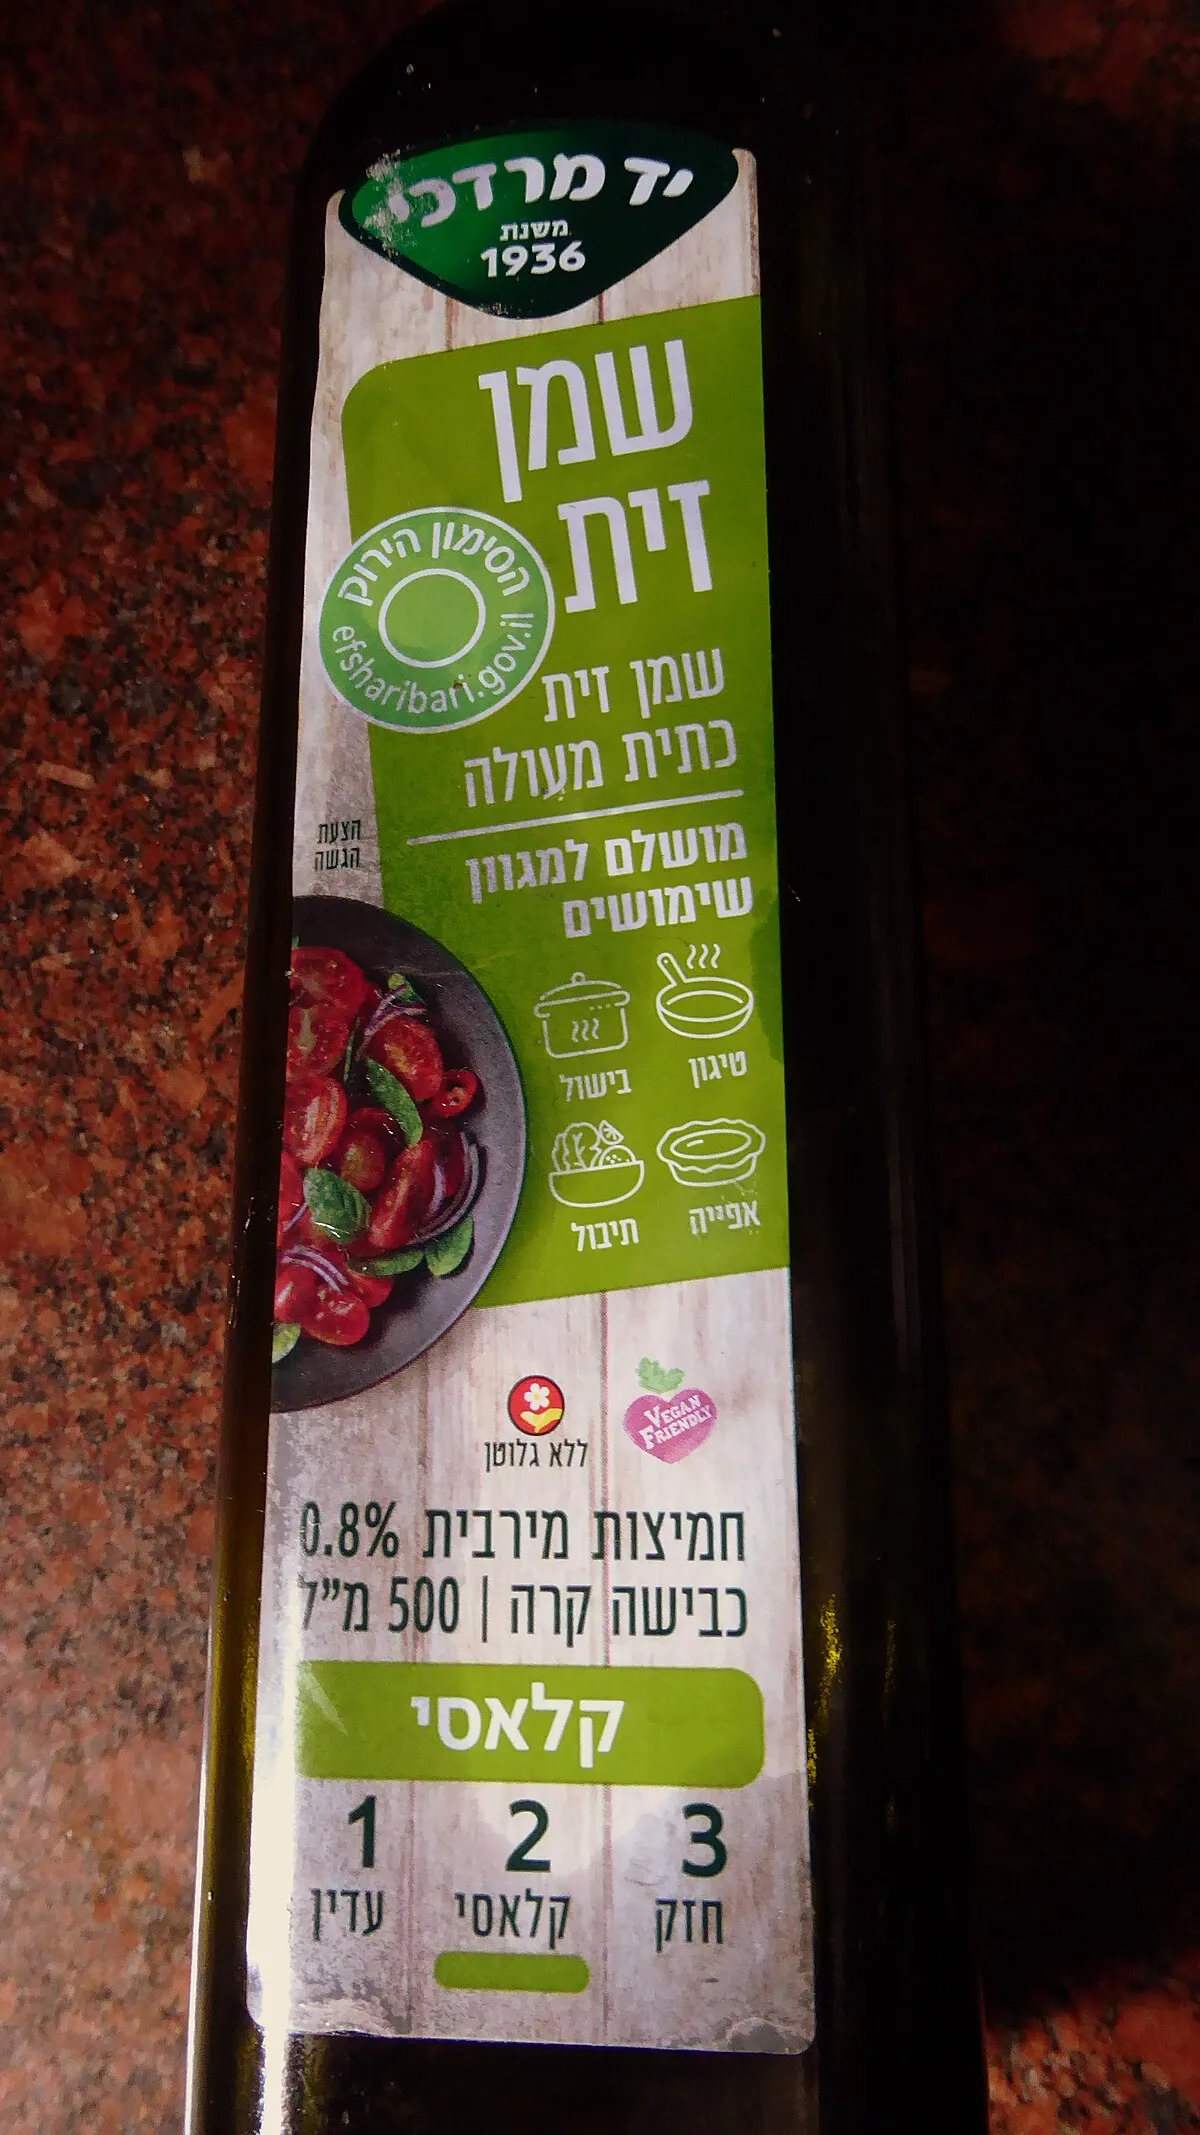 יד מרדכי
משנת
1936
שמן
זית
הסימון הירוק
efsharibari.gov.il
שמן זית
כתית מעולה
מושלם למגוון
שימושים
הצעת
הגשה
טיגון
בישול
אפייה
תיבול
VEGAN
FRIENDLY
ללא גלוטן
חמיצות מירבית 0.8%
כבישה קרה | 500 מ"ל
קלאסי
3 2 1
חזק קלאסי עדין